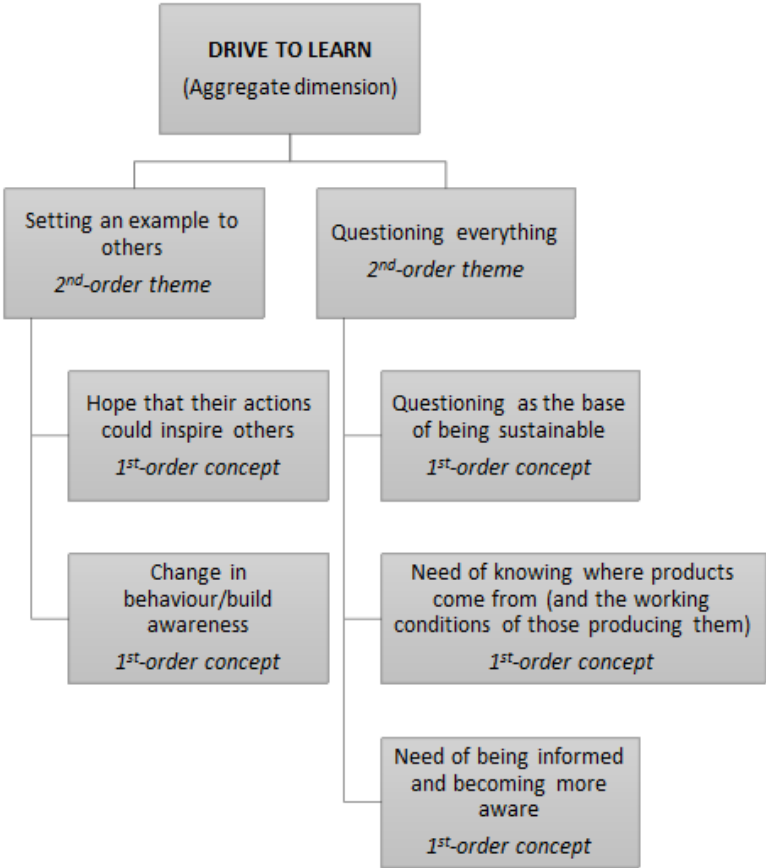 DRIVE TO LEARN
(Aggregate dimension)
Setting an example to
others
2nd-order theme
Questioning everything
2nd-order theme
Hope that their actions
could inspire others
1st-order concept
Change in
behaviour/build
awareness
1st-order concept
Questioning as the base
of being sustainable
1st-order concept
Need of knowing where products
come from (and the working
conditions of those producing them)
1st-order concept
Need of being informed
and becoming more
aware
1st-order concept